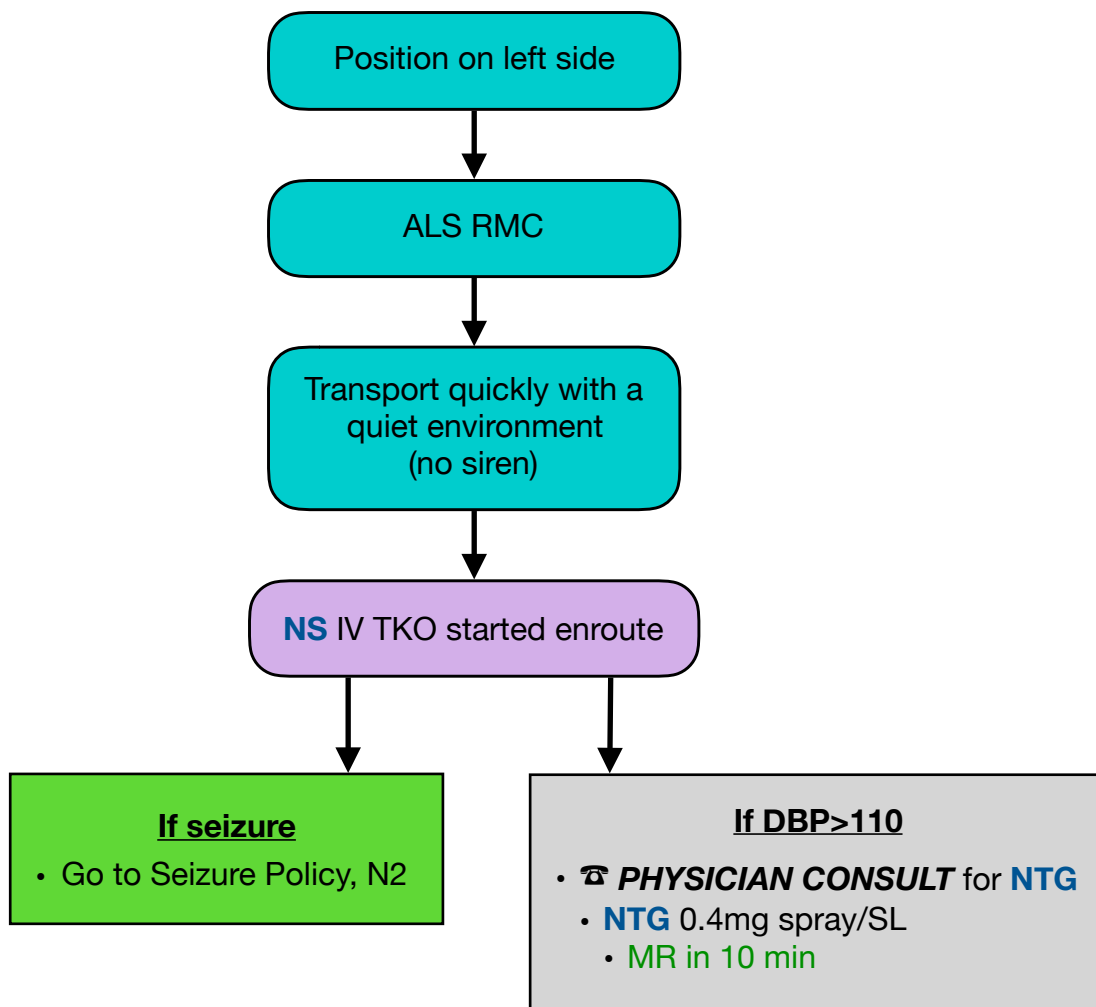 Position on left side
ALS RMC
Transport quickly with a
quiet environment
(no siren)
NS IV TKO started enroute
If seizure
• Go to Seizure Policy, N2
If DBP>110
• ☎ PHYSICIAN CONSULT for NTG
• NTG 0.4mg spray/SL
• MR in 10 min